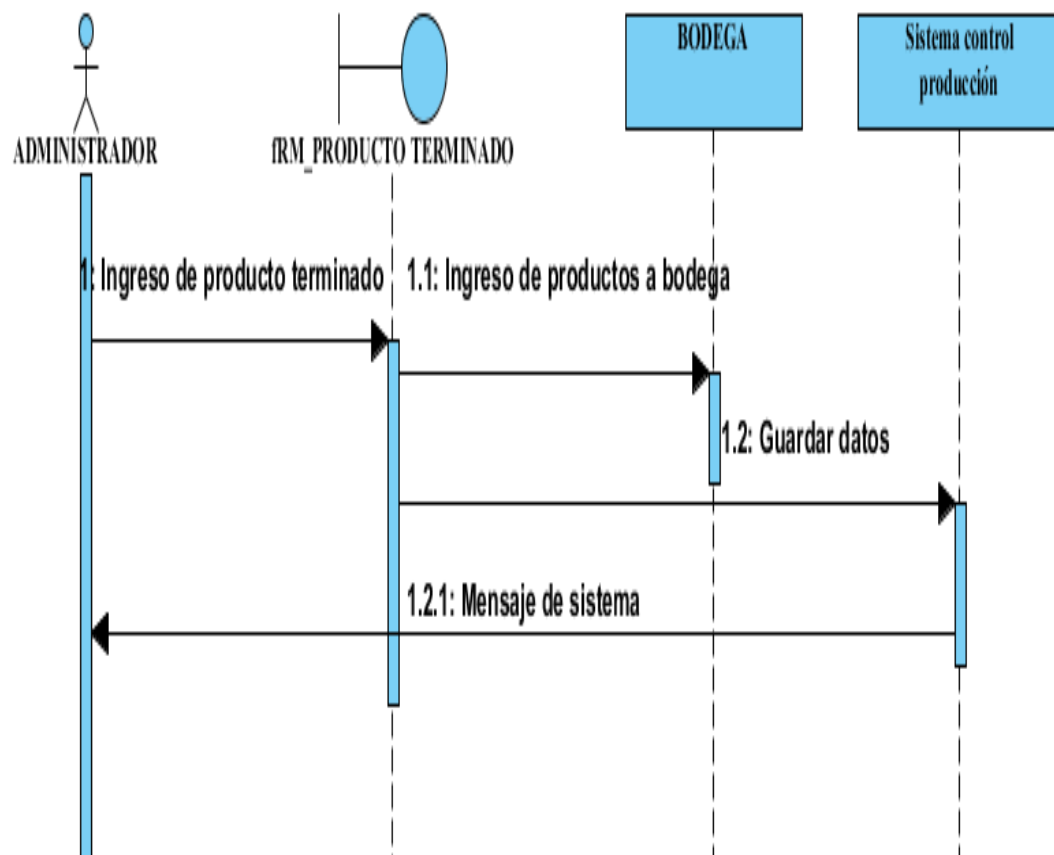 BODEGA
Sistema control
producción
ADMINISTRADOR
fRM_PRODUCTO TERMINADO
1: Ingreso de producto terminado
1.1: Ingreso de productos a bodega
1.2: Guardar datos
1.2.1: Mensaje de sistema